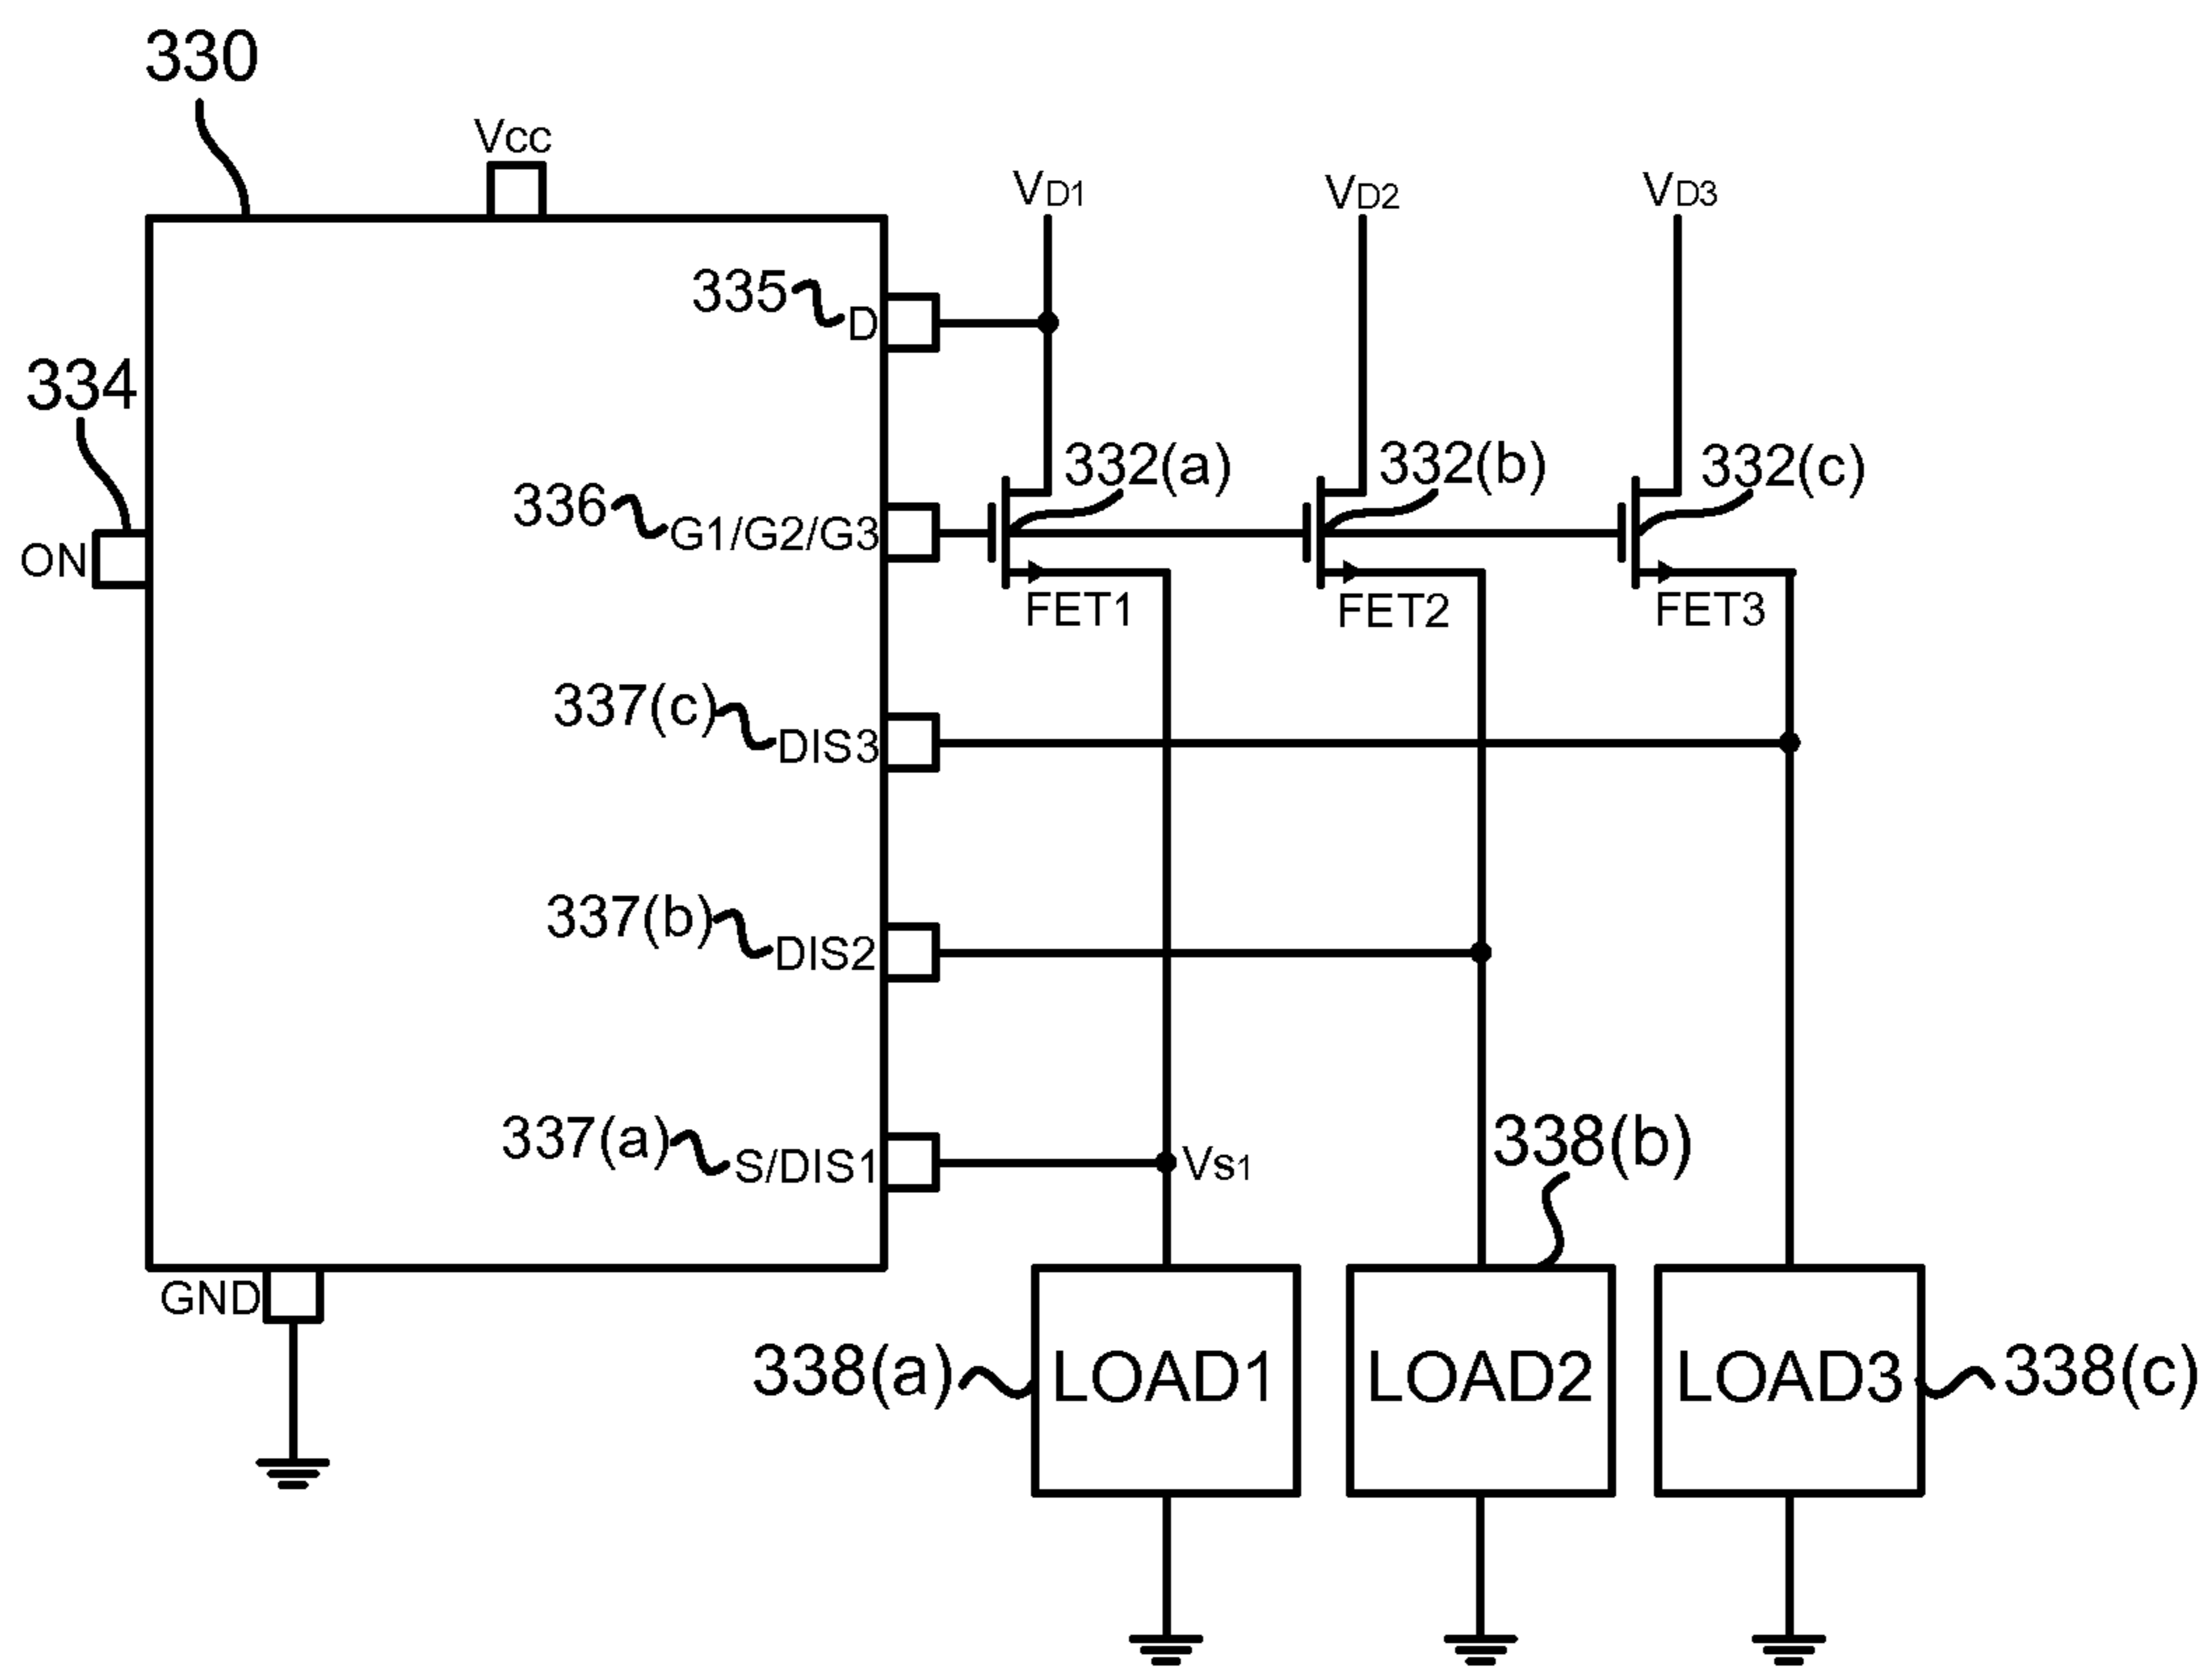 330
Vcc
VD1
VD2
VD3
335
D
334
ON
336
G1/G2/G3
332(a)
332(b)
332(c)
FET1
FET2
FET3
337(c)
DIS3
337(b)
DIS2
337(a)
S/DIS1
Vs1
338(b)
GND
338(a)
LOAD1
LOAD2
LOAD3
338(c)